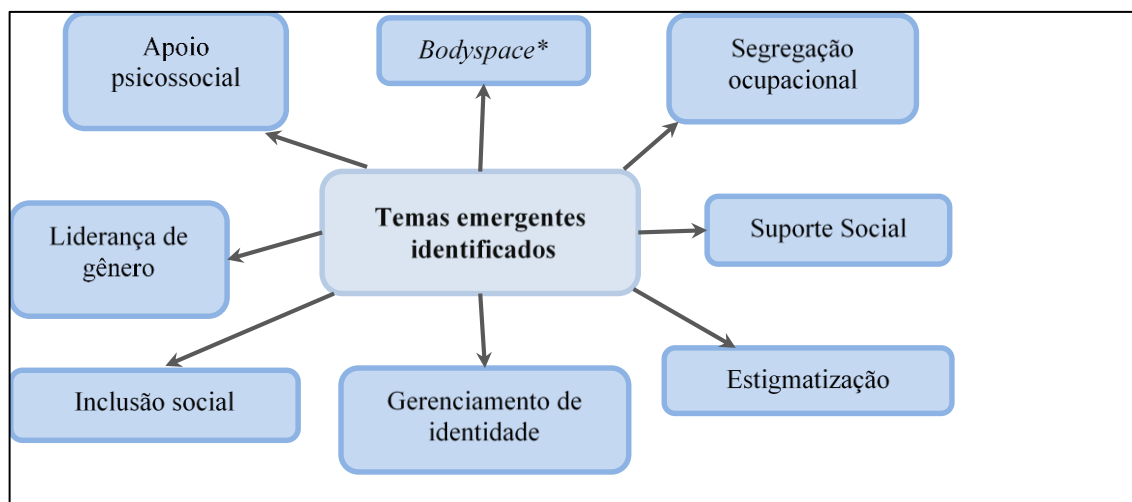 Apoio
psicossocial
Bodyspace*
Segregação
ocupacional
Liderança de
gênero
Temas emergentes
identificados
Suporte Social
Inclusão social
Gerenciamento de
identidade
Estigmatização